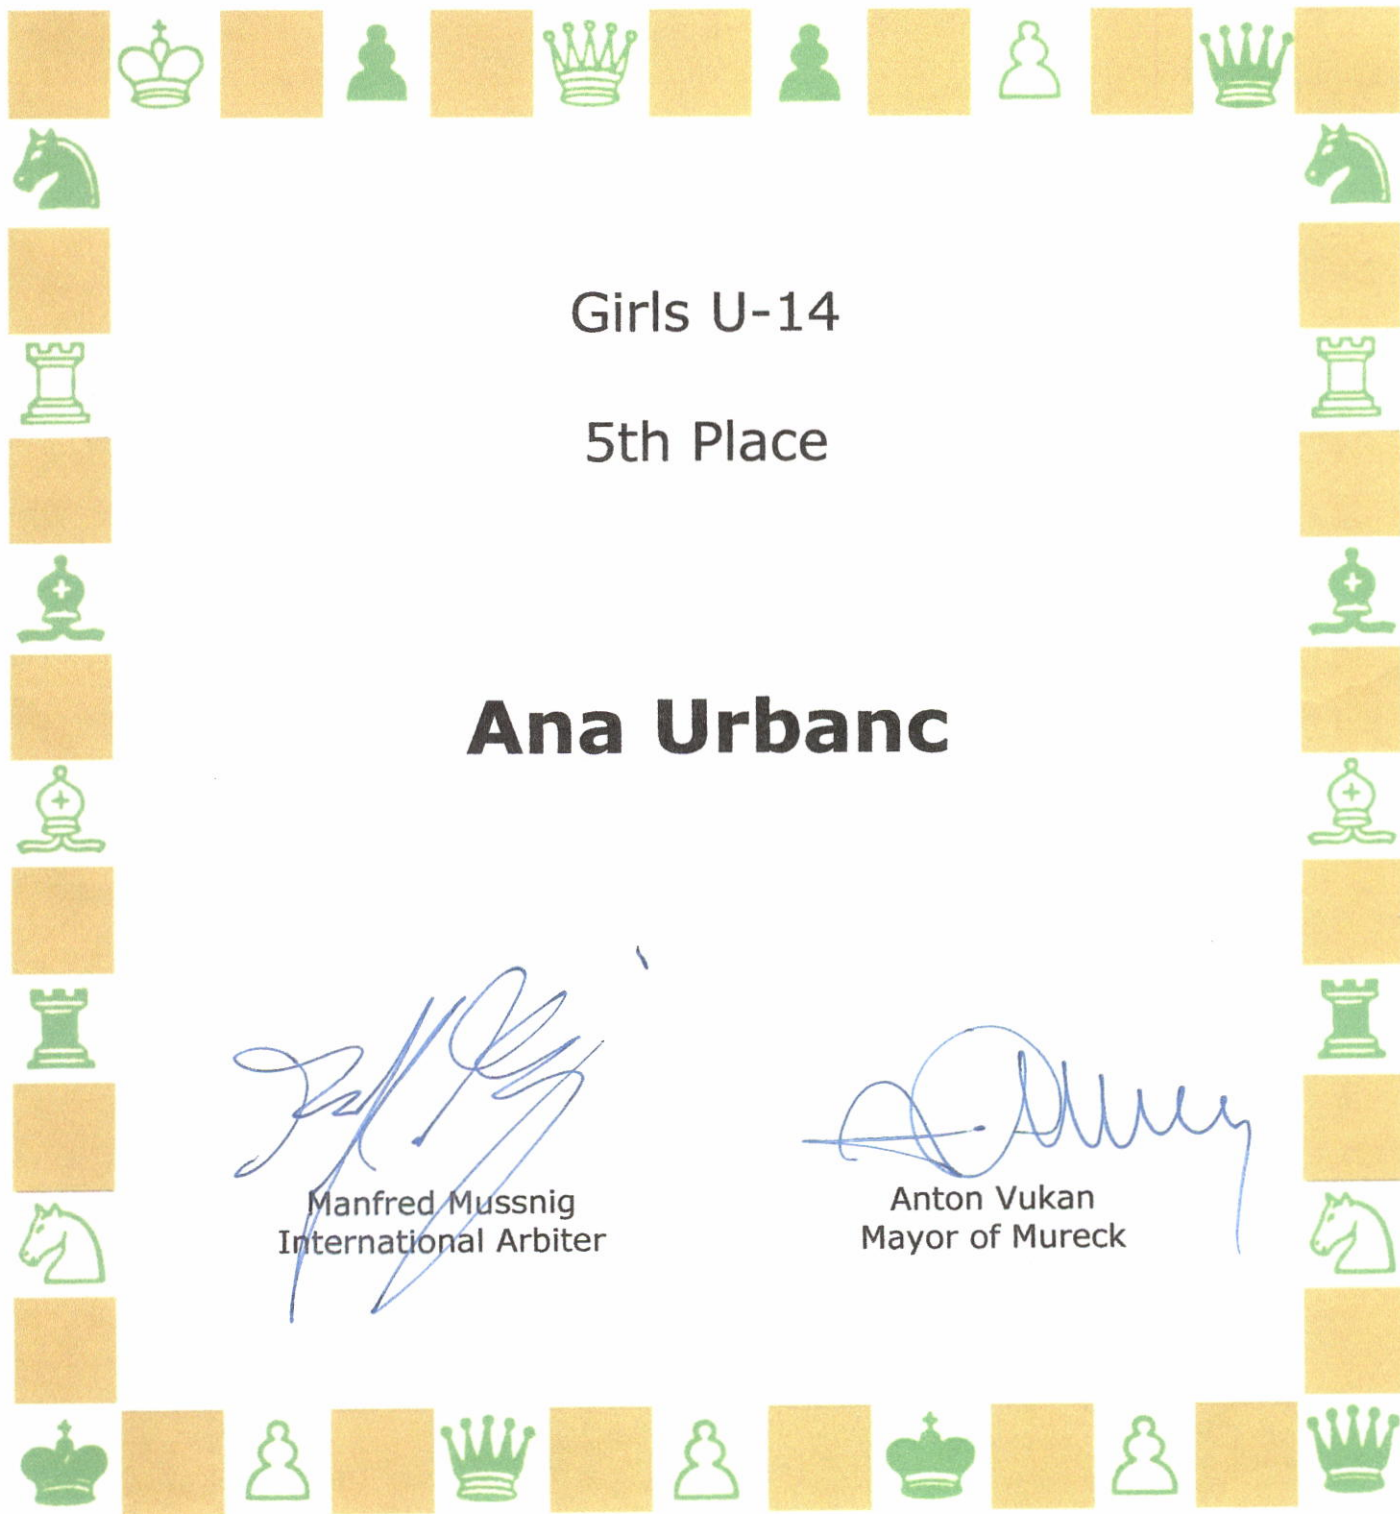 Girls U-14
5th Place
Ana Urbanc
Manfred Mussnig
International Arbiter
Anton Vukan
Mayor of Mureck